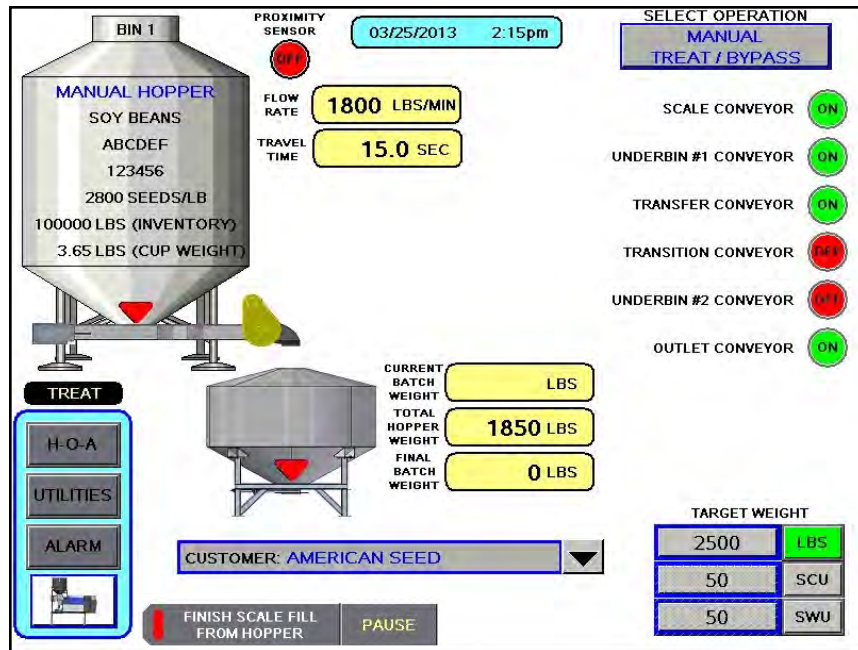 BIN 1
PROXIMITY
SENSOR
OFF
03/25/2013 2:15pm
SELECT OPERATION
MANUAL
TREAT / BYPASS
MANUAL HOPPER
SOY BEANS
ABCDEF
123456
2800 SEEDS/LB
100000 LBS (INVENTORY)
3.65 LBS (CUP WEIGHT)
FLOW
RATE
1800 LBS/MIN
TRAVEL
TIME
15.0 SEC
SCALE CONVEYOR ON
UNDERBIN #1 CONVEYOR ON
TRANSFER CONVEYOR ON
TRANSITION CONVEYOR OFF
UNDERBIN #2 CONVEYOR OFF
OUTLET CONVEYOR ON
TREAT
H-O-A
UTILITIES
ALARM
CURRENT
BATCH
WEIGHT
LBS
TOTAL
HOPPER
WEIGHT
1850 LBS
FINAL
BATCH
WEIGHT
0 LBS
CUSTOMER: AMERICAN SEED
TARGET WEIGHT
2500 LBS
50 SCU
50 SWU
FINISH SCALE FILL
FROM HOPPER
PAUSE